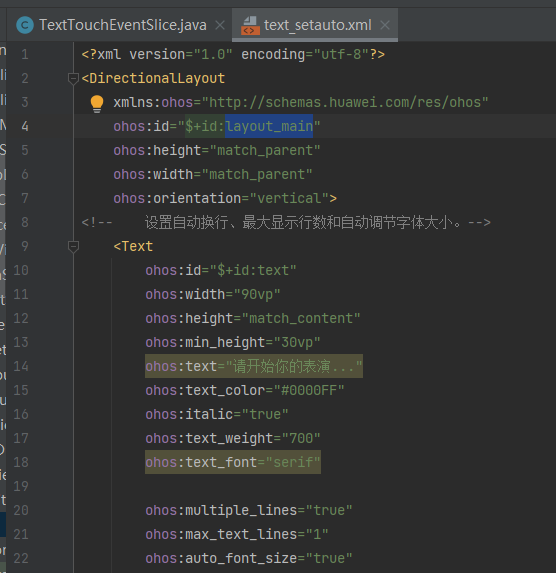 TextTouchEventSlice.java
text_setauto.xml
1 <?xml version="1.0" encoding="utf-8"?>
2 <DirectionalLayout
3 xmlns:ohos="http://schemas.huawei.com/res/ohos"
4 ohos:id="$+id:layout_main"
5 ohos:height="match_parent"
6 ohos:width="match_parent"
7 ohos:orientation="vertical">
8 <!-- 设置自动换行、最大显示行数和自动调节字体大小。-->
9 <Text
10 ohos:id="$+id:text"
11 ohos:width="90vp"
12 ohos:height="match_content"
13 ohos:min_height="30vp"
14 ohos:text="请开始你的表演..."
15 ohos:text_color="#0000FF"
16 ohos:italic="true"
17 ohos:text_weight="700"
18 ohos:text_font="serif"
19
20 ohos:multiple_lines="true"
21 ohos:max_text_lines="1"
22 ohos:auto_font_size="true"